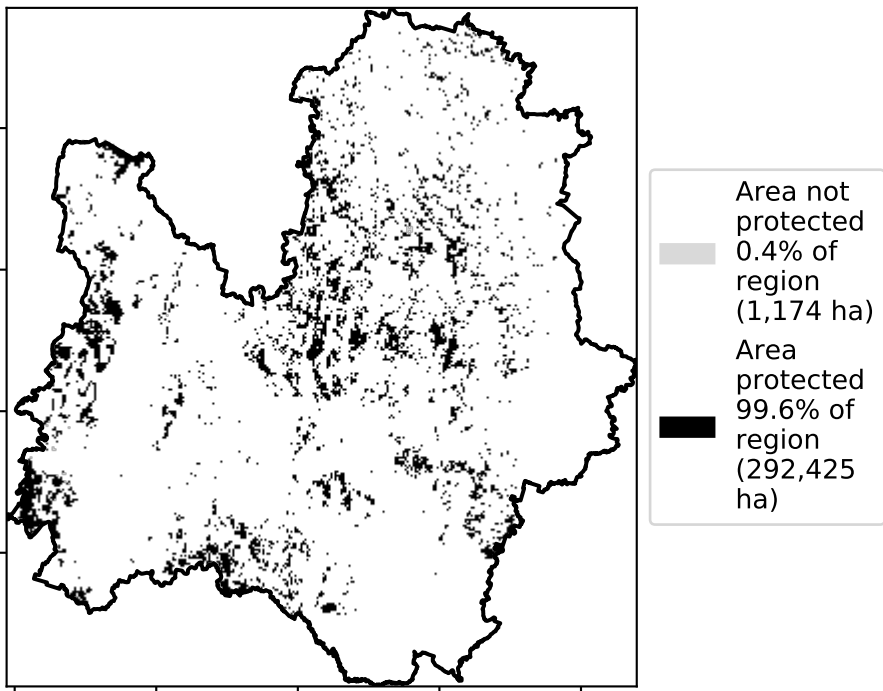 Area not
protected
0.4% of
region
(1,174 ha)
Area
protected
99.6% of
region
(292,425
ha)